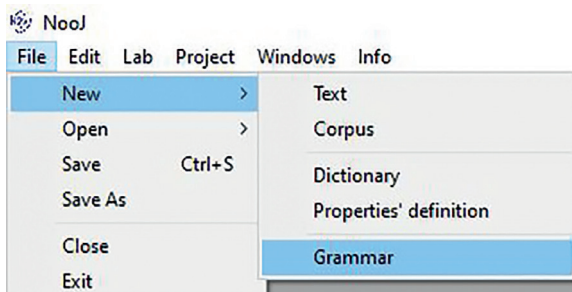 NooJ
File Edit Lab Project Windows Info
New >
Open >
Save Ctrl+S
Save As
Close
Exit
Text
Corpus
Dictionary
Properties' definition
Grammar